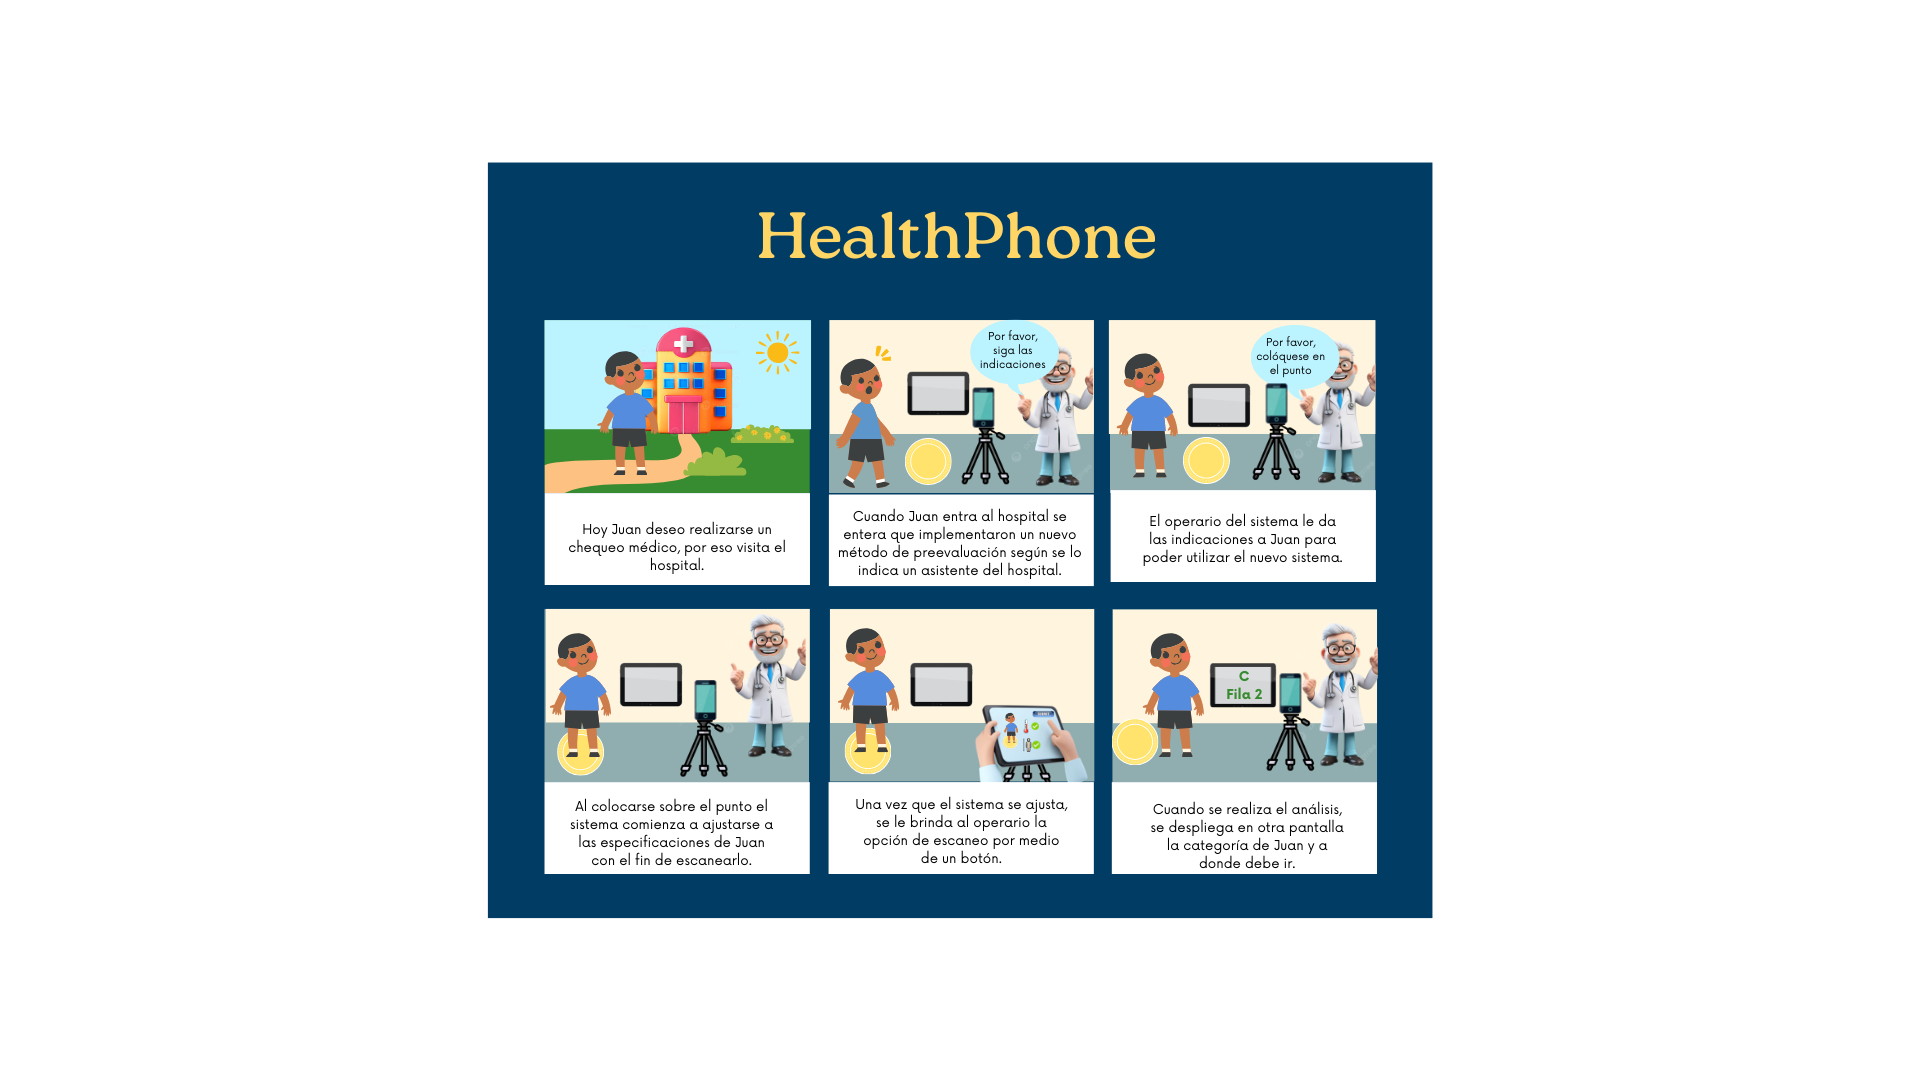 HealthPhone
Por favor,
siga las
indicaciones
Por favor,
colóquese en
el punto
Hoy Juan deseo realizarse un
chequeo médico, por eso visita el
hospital.
Cuando Juan entra al hospital se
entera que implementaron un nuevo
método de preevaluación según se lo
indica un asistente del hospital.
El operario del sistema le da
las indicaciones a Juan para
poder utilizar el nuevo sistema.
C
Fila 2
Al colocarse sobre el punto el
sistema comienza a ajustarse a
las especificaciones de Juan
con el fin de escanearlo.
Una vez que el sistema se ajusta,
se le brinda al operario la
opción de escaneo por medio
de un botón.
Cuando se realiza el análisis,
se despliega en otra pantalla
la categoría de Juan y a
donde debe ir.